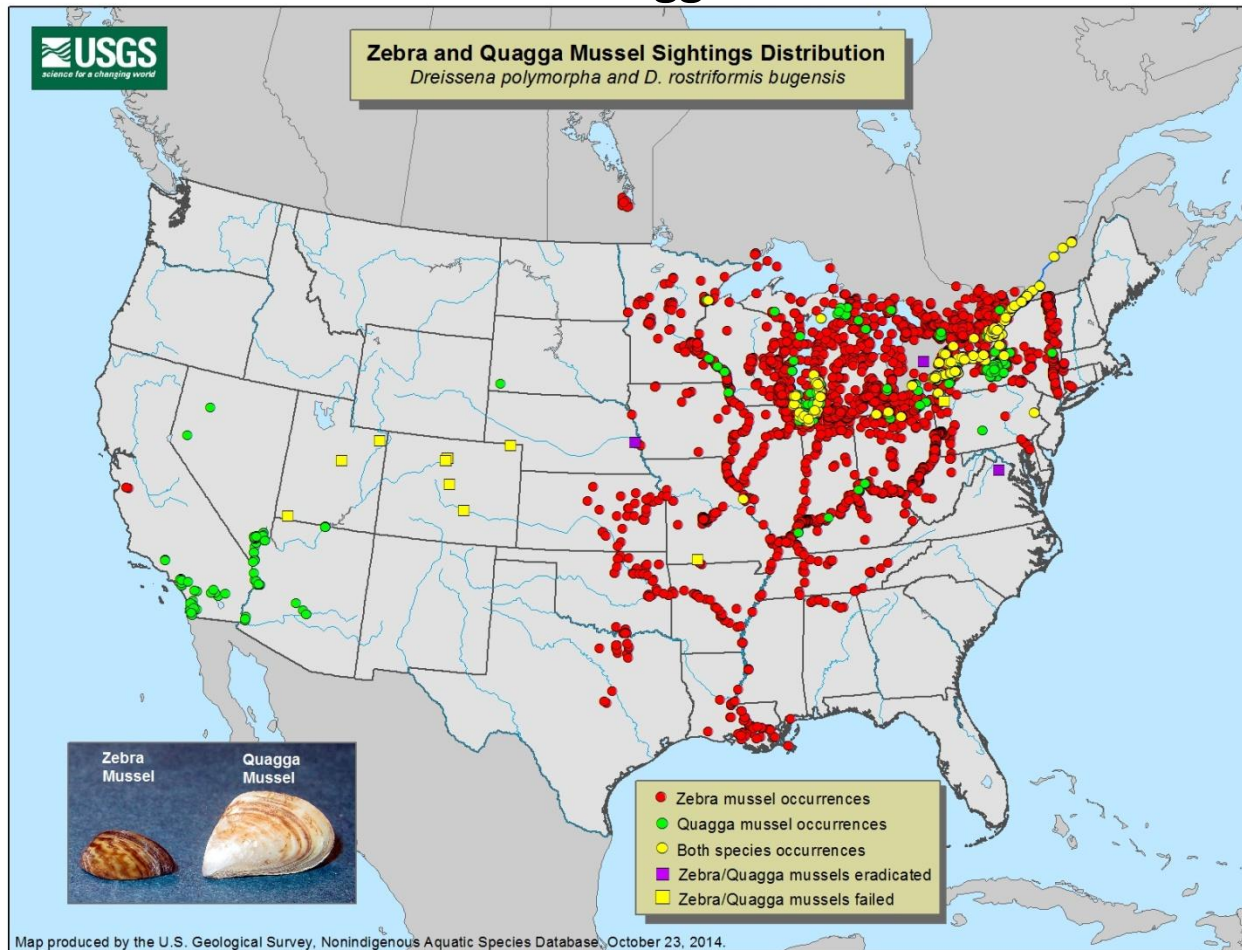 USGS
science for a changing world
Zebra and Quagga Mussel Sightings Distribution
Dreissena polymorpha and D. rostriformis bugensis
Zebra
Mussel
Quagga
Mussel
Zebra mussel occurrences
Quagga mussel occurrences
Both species occurrences
Zebra/Quagga mussels eradicated
Zebra/Quagga mussels failed
Map produced by the U.S. Geological Survey, Nonindigenous Aquatic Species Database, October 23, 2014.